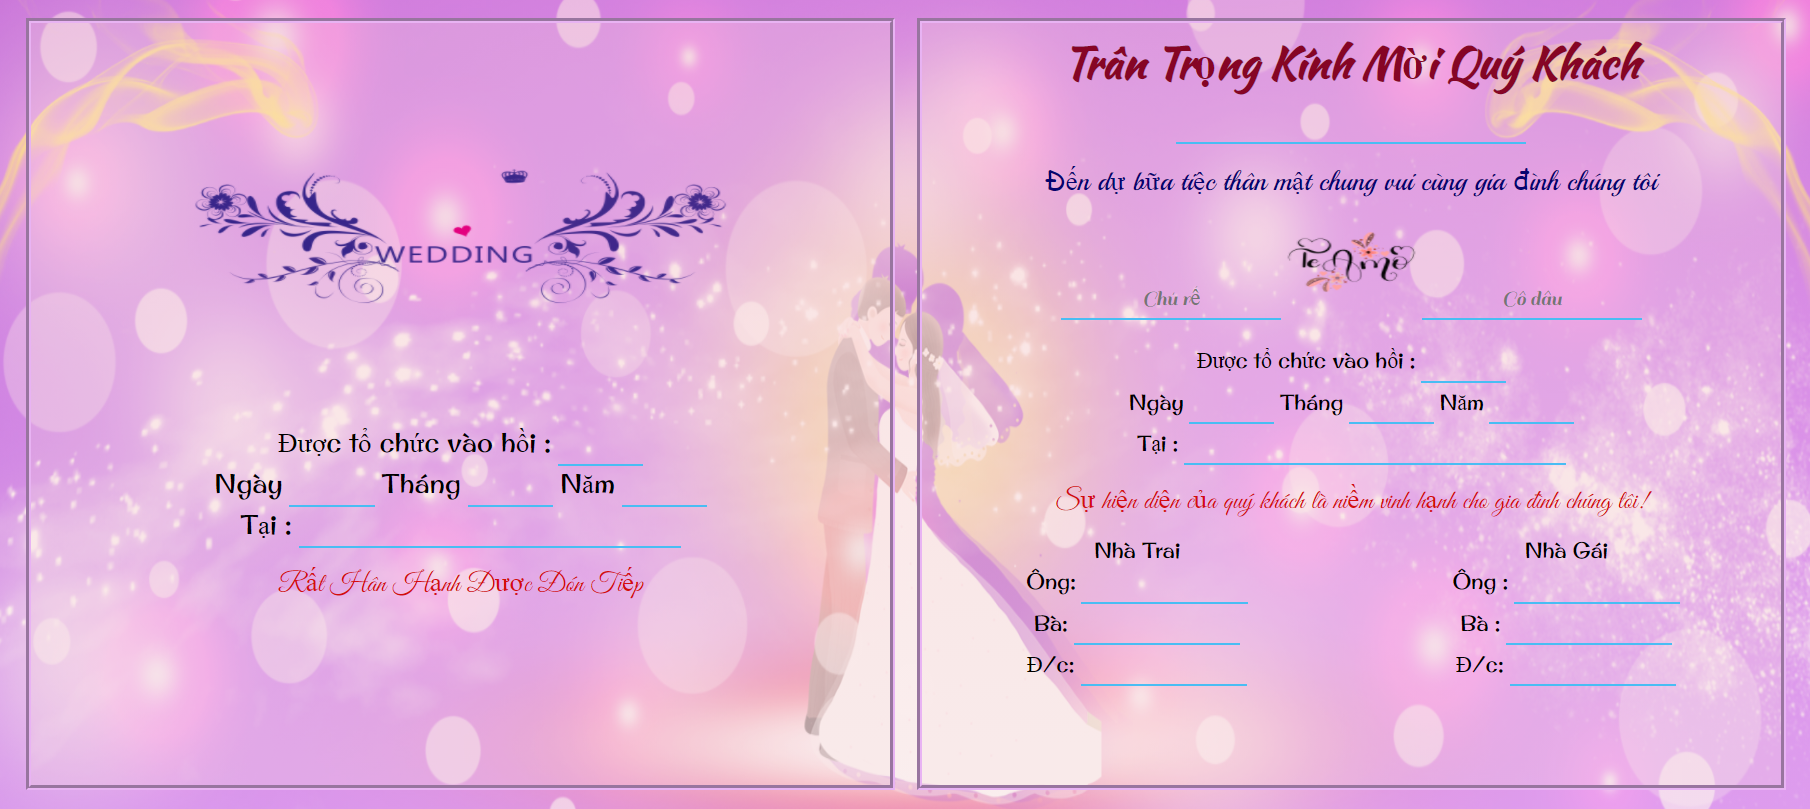 WEDDING
Được tổ chức vào hồi :
Ngày Tháng Năm
Tại :
Rất Hân Hạnh Được Đón Tiếp
Trân Trọng Kính Mời Quý Khách
Đến dự bữa tiệc thân mật chung vui cùng gia đình chúng tôi
Te Amo
Chú rể Cô dâu
Được tổ chức vào hồi :
Ngày Tháng Năm
Tại :
Sự hiện diện của quý khách là niềm vinh hạnh cho gia đình chúng tôi!
Nhà Trai Nhà Gái
Ông: Ông :
Bà: Bà :
Đ/c: Đ/c: